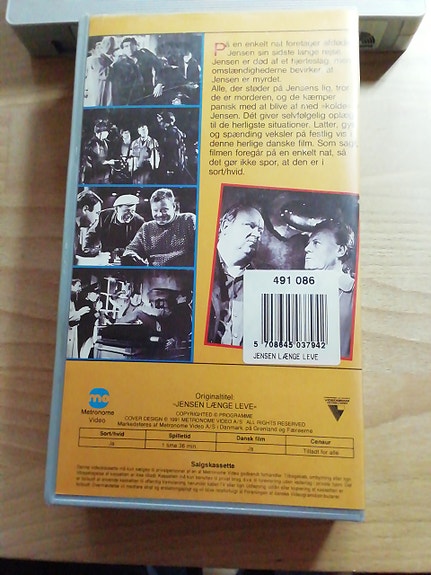 På en enkelt nat foretager afdøde
Jensen sin sidste lange rejse.
Jensen er død af et hjerteslag, men
omstændighederne bevirker, at
Jensen er myrdet.
Alle, der støder på Jensens lig, tror
de er morderen, og de kæmper
panisk med at blive af med »kolde«
Jensen. Dét giver selvfølgelig oplæg
til de herligste situationer. Latter, gys
og spænding veksler på festlig vis i
denne herlige danske film. Som sagt
filmen foregår på en enkelt nat, så
det gør ikke spor, at den er i
sort/hvid.
491 086
5 708645 037942
JENSEN LÆNGE LEVE
Metronome
Video
Originaltitel:
»JENSEN LÆNGE LEVE«
COPYRIGHTED © PROGRAMME
COVER DESIGN © 1991 METRONOME VIDEO A/S ALL RIGHTS RESERVED
Markedsføres af Metronome Video A/S i Danmark, på Grønland og Færøerne
Sort/hvid Spilletid Dansk film Censur
Ja 1 time 36 min. Ja Tilladt for alle
Salgskassette